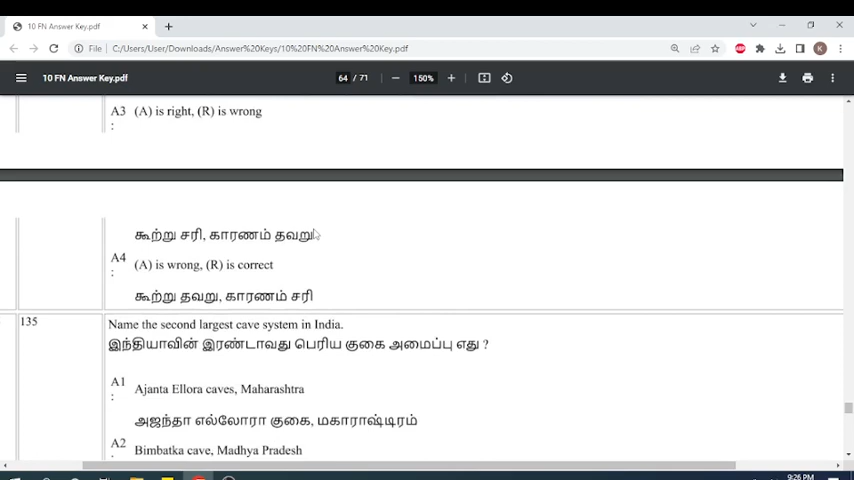 10 FN Answer Key.pdf
File
C:/Users/User/Downloads/Answer%20Keys/10%20FN%20Answer%20Key.pdf
ABP
K
10 FN Answer Key.pdf
64 / 71
150%
A3 (A) is right, (R) is wrong
:
கூற்று சரி, காரணம் தவறு
A4
: (A) is wrong, (R) is correct
கூற்று தவறு, காரணம் சரி
135 Name the second largest cave system in India.
இந்தியாவின் இரண்டாவது பெரிய குகை அமைப்பு எது ?
A1
: Ajanta Ellora caves, Maharashtra
அஜந்தா எல்லோரா குகை, மகாராஷ்டிரம்
A2 Bimbatka cave, Madhya Pradesh
9:26 PM